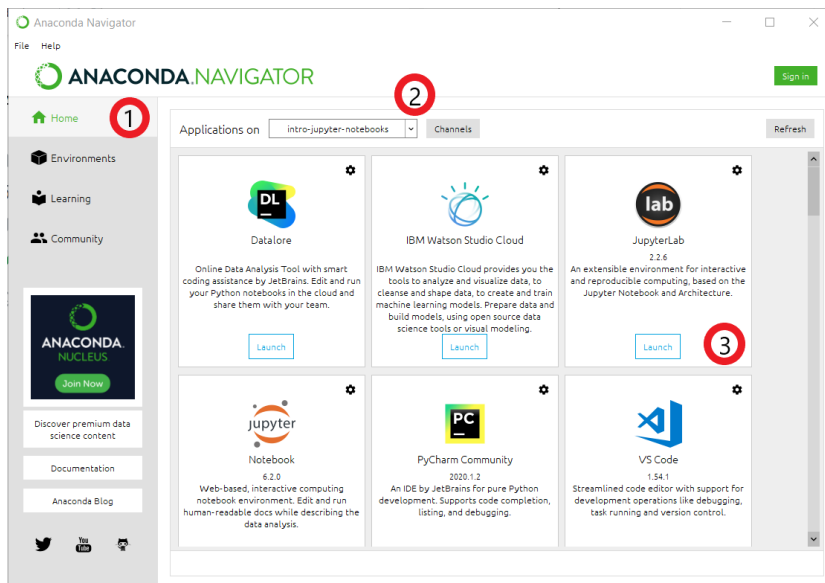 Anaconda Navigator
File Help
ANACONDA.NAVIGATOR
Sign in
Home
1
2
Applications on
intro-jupyter-notebooks
Channels
Refresh
Environments
Learning
Community
ANACONDA.
NUCLEUS
Join Now
Discover premium data
science content
Documentation
Anaconda Blog
You
Tube
DL
Datalore
Online Data Analysis Tool with smart
coding assistance by JetBrains. Edit and run
your Python notebooks in the cloud and
share them with your team.
Launch
IBM Watson Studio Cloud
IBM Watson Studio Cloud provides you the
tools to analyze and visualize data, to
cleanse and shape data, to create and train
machine learning models. Prepare data and
build models, using open source data
science tools or visual modeling.
Launch
lab
JupyterLab
2.2.6
An extensible environment for interactive
and reproducible computing, based on the
Jupyter Notebook and Architecture.
Launch
3
jupyter
Notebook
6.2.0
Web-based, interactive computing
notebook environment. Edit and run
human-readable docs while describing the
data analysis.
PC
PyCharm Community
2020.1.2
An IDE by JetBrains for pure Python
development. Supports code completion,
listing, and debugging.
VS Code
1.54.1
Streamlined code editor with support for
development operations like debugging,
task running and version control.